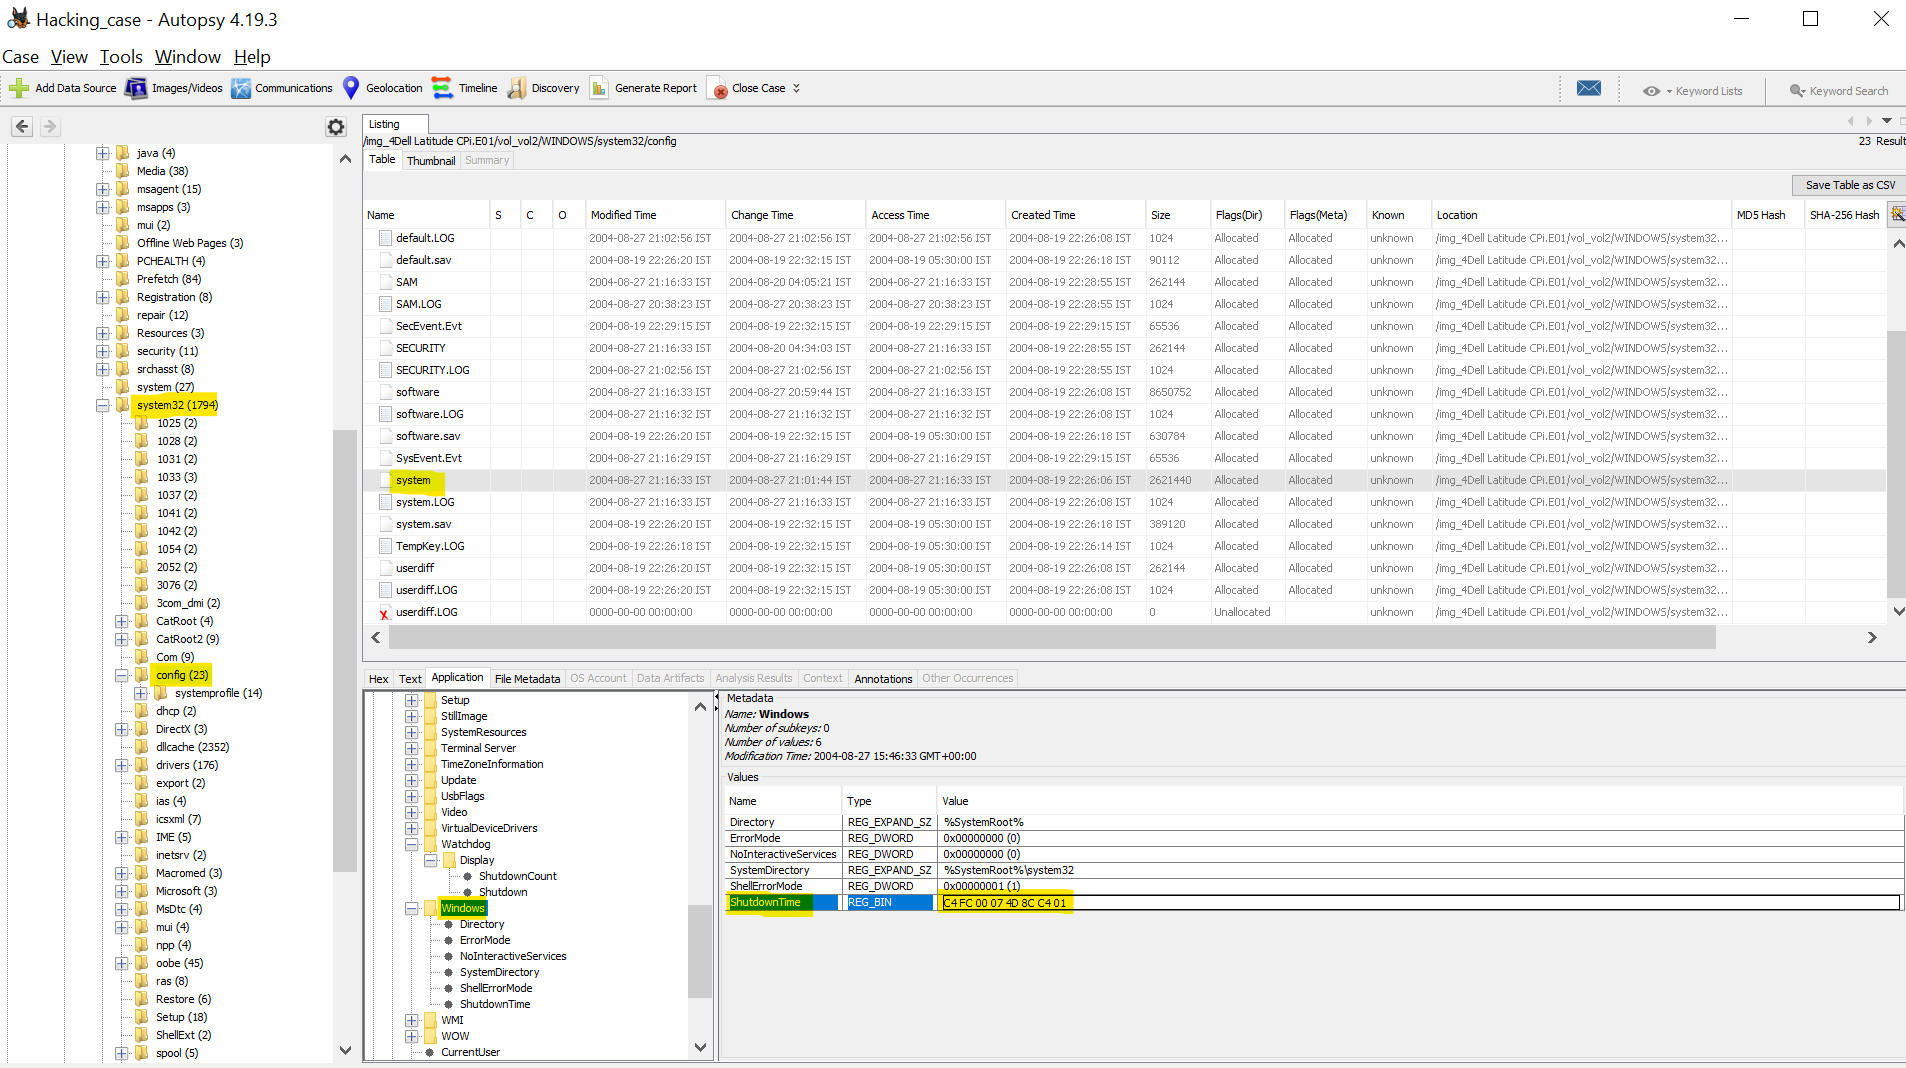 Hacking_case - Autopsy 4.19.3
Case View Tools Window Help
Add Data Source Images/Videos Communications Geolocation Timeline Discovery Generate Report Close Case Keyword Lists Keyword Search
java (4)
Media (38)
msagent (15)
msapps (3)
mui (2)
Offline Web Pages (3)
PCHEALTH (4)
Prefetch (84)
Registration (8)
repair (12)
Resources (3)
security (11)
srchasst (8)
system (27)
system32 (1794)
1025 (2)
1028 (2)
1031 (2)
1033 (3)
1037 (2)
1041 (2)
1042 (2)
1054 (2)
2052 (2)
3076 (2)
3com_dmi (2)
CatRoot (4)
CatRoot2 (9)
Com (9)
config (23)
systemprofile (14)
dhcp (2)
DirectX (3)
dllcache (2352)
drivers (176)
export (2)
ias (4)
icsxml (7)
IME (5)
inetsrv (2)
Macromed (3)
Microsoft (3)
MsDtc (4)
mui (4)
npp (4)
oobe (45)
ras (8)
Restore (6)
Setup (18)
ShellExt (2)
spool (5)
Listing
/img_4Dell Latitude CPi.E01/vol_vol2/WINDOWS/system32/config
23 Result
Table Thumbnail Summary
Save Table as CSV
Name S C O Modified Time Change Time Access Time Created Time Size Flags(Dir) Flags(Meta) Known Location MD5 Hash SHA-256 Hash
default.LOG 2004-08-27 21:02:56 IST 2004-08-27 21:02:56 IST 2004-08-27 21:02:56 IST 2004-08-19 22:26:08 IST 1024 Allocated Allocated unknown /img_4Dell Latitude CPi.E01/vol_vol2/WINDOWS/system32...
default.sav 2004-08-19 22:26:20 IST 2004-08-19 22:32:15 IST 2004-08-19 05:30:00 IST 2004-08-19 22:26:18 IST 90112 Allocated Allocated unknown /img_4Dell Latitude CPi.E01/vol_vol2/WINDOWS/system32...
SAM 2004-08-27 21:16:33 IST 2004-08-20 04:05:21 IST 2004-08-27 21:16:33 IST 2004-08-19 22:28:55 IST 262144 Allocated Allocated unknown /img_4Dell Latitude CPi.E01/vol_vol2/WINDOWS/system32...
SAM.LOG 2004-08-27 20:38:23 IST 2004-08-27 20:38:23 IST 2004-08-27 20:38:23 IST 2004-08-19 22:28:55 IST 1024 Allocated Allocated unknown /img_4Dell Latitude CPi.E01/vol_vol2/WINDOWS/system32...
SecEvent.Evt 2004-08-19 22:29:15 IST 2004-08-19 22:32:15 IST 2004-08-19 22:29:15 IST 2004-08-19 22:29:15 IST 65536 Allocated Allocated unknown /img_4Dell Latitude CPi.E01/vol_vol2/WINDOWS/system32...
SECURITY 2004-08-27 21:16:33 IST 2004-08-20 04:34:03 IST 2004-08-27 21:16:33 IST 2004-08-19 22:28:55 IST 262144 Allocated Allocated unknown /img_4Dell Latitude CPi.E01/vol_vol2/WINDOWS/system32...
SECURITY.LOG 2004-08-27 21:02:56 IST 2004-08-27 21:02:56 IST 2004-08-27 21:02:56 IST 2004-08-19 22:28:55 IST 1024 Allocated Allocated unknown /img_4Dell Latitude CPi.E01/vol_vol2/WINDOWS/system32...
software 2004-08-27 21:16:33 IST 2004-08-27 20:59:44 IST 2004-08-27 21:16:33 IST 2004-08-19 22:26:08 IST 8650752 Allocated Allocated unknown /img_4Dell Latitude CPi.E01/vol_vol2/WINDOWS/system32...
software.LOG 2004-08-27 21:16:32 IST 2004-08-27 21:16:32 IST 2004-08-27 21:16:32 IST 2004-08-19 22:26:08 IST 1024 Allocated Allocated unknown /img_4Dell Latitude CPi.E01/vol_vol2/WINDOWS/system32...
software.sav 2004-08-19 22:26:20 IST 2004-08-19 22:32:15 IST 2004-08-19 05:30:00 IST 2004-08-19 22:26:18 IST 630784 Allocated Allocated unknown /img_4Dell Latitude CPi.E01/vol_vol2/WINDOWS/system32...
SysEvent.Evt 2004-08-27 21:16:29 IST 2004-08-27 21:16:29 IST 2004-08-27 21:16:29 IST 2004-08-19 22:29:15 IST 65536 Allocated Allocated unknown /img_4Dell Latitude CPi.E01/vol_vol2/WINDOWS/system32...
system 2004-08-27 21:16:33 IST 2004-08-27 21:01:44 IST 2004-08-27 21:16:33 IST 2004-08-19 22:26:06 IST 2621440 Allocated Allocated unknown /img_4Dell Latitude CPi.E01/vol_vol2/WINDOWS/system32...
system.LOG 2004-08-27 21:16:33 IST 2004-08-27 21:16:33 IST 2004-08-27 21:16:33 IST 2004-08-19 22:26:08 IST 1024 Allocated Allocated unknown /img_4Dell Latitude CPi.E01/vol_vol2/WINDOWS/system32...
system.sav 2004-08-19 22:26:20 IST 2004-08-19 22:32:15 IST 2004-08-19 05:30:00 IST 2004-08-19 22:26:18 IST 389120 Allocated Allocated unknown /img_4Dell Latitude CPi.E01/vol_vol2/WINDOWS/system32...
TempKey.LOG 2004-08-19 22:26:18 IST 2004-08-19 22:32:15 IST 2004-08-19 05:30:00 IST 2004-08-19 22:26:14 IST 1024 Allocated Allocated unknown /img_4Dell Latitude CPi.E01/vol_vol2/WINDOWS/system32...
userdiff 2004-08-19 22:26:20 IST 2004-08-19 22:32:15 IST 2004-08-19 05:30:00 IST 2004-08-19 22:26:08 IST 262144 Allocated Allocated unknown /img_4Dell Latitude CPi.E01/vol_vol2/WINDOWS/system32...
userdiff.LOG 2004-08-19 22:26:20 IST 2004-08-19 22:32:15 IST 2004-08-19 05:30:00 IST 2004-08-19 22:26:08 IST 1024 Allocated Allocated unknown /img_4Dell Latitude CPi.E01/vol_vol2/WINDOWS/system32...
userdiff.LOG 0000-00-00 00:00:00 0000-00-00 00:00:00 0000-00-00 00:00:00 0000-00-00 00:00:00 0 Unallocated unknown /img_4Dell Latitude CPi.E01/vol_vol2/WINDOWS/system32...
Hex Text Application File Metadata OS Account Data Artifacts Analysis Results Context Annotations Other Occurrences
Setup
StillImage
SystemResources
Terminal Server
TimeZoneInformation
Update
UsbFlags
Video
VirtualDeviceDrivers
Watchdog
Display
ShutdownCount
Shutdown
Windows
Directory
ErrorMode
NoInteractiveServices
SystemDirectory
ShellErrorMode
ShutdownTime
WMI
WOW
CurrentUser
Metadata
Name: Windows
Number of subkeys: 0
Number of values: 6
Modification Time: 2004-08-27 15:46:33 GMT+00:00
Values
Name Type Value
Directory REG_EXPAND_SZ %SystemRoot%
ErrorMode REG_DWORD 0x00000000 (0)
NoInteractiveServices REG_DWORD 0x00000000 (0)
SystemDirectory REG_EXPAND_SZ %SystemRoot%\system32
ShellErrorMode REG_DWORD 0x00000001 (1)
ShutdownTime REG_BIN C4 FC 00 07 4D 8C C4 01